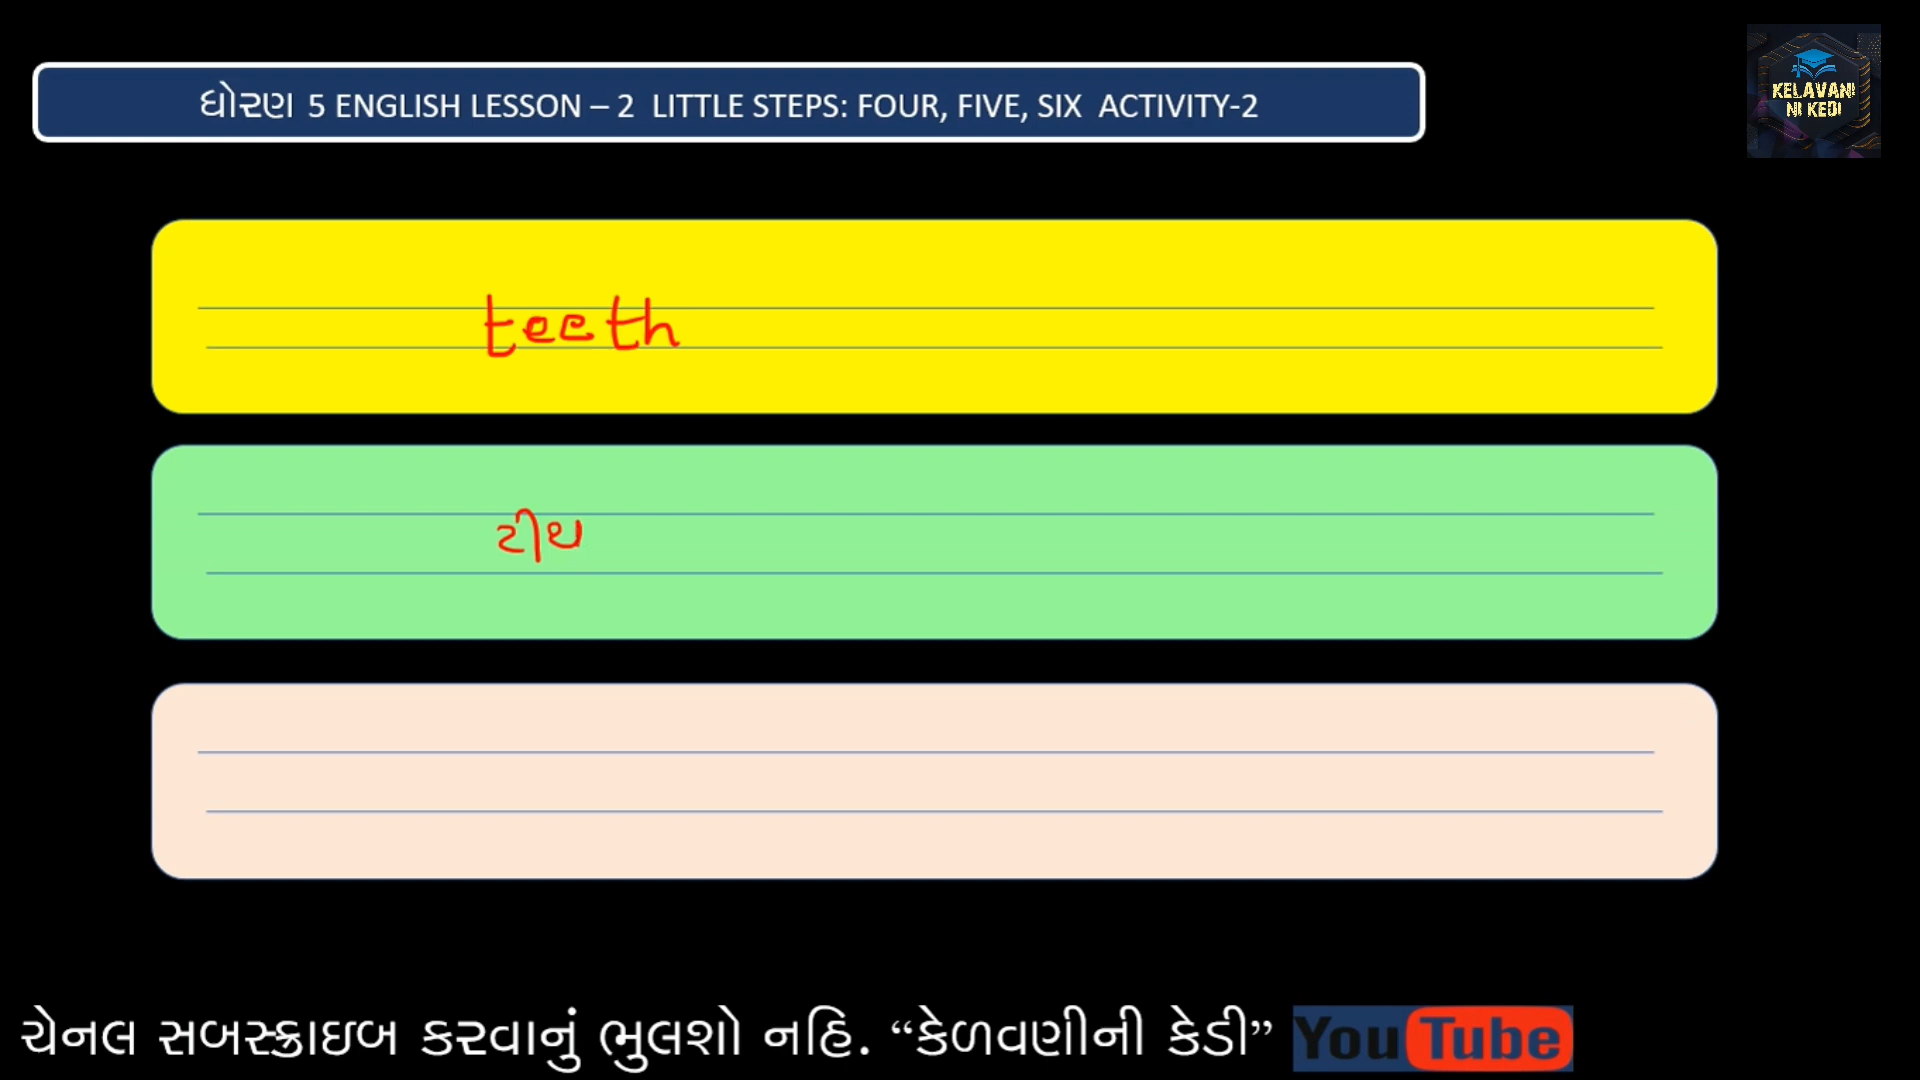 ધોરણ 5 ENGLISH LESSON – 2 LITTLE STEPS: FOUR, FIVE, SIX ACTIVITY-2
KELAVANI
NI KEDI
teeth
ટીથ
ચેનલ સબસ્ક્રાઇબ કરવાનું ભુલશો નહિ. “કેળવણીની કેડી” YouTube